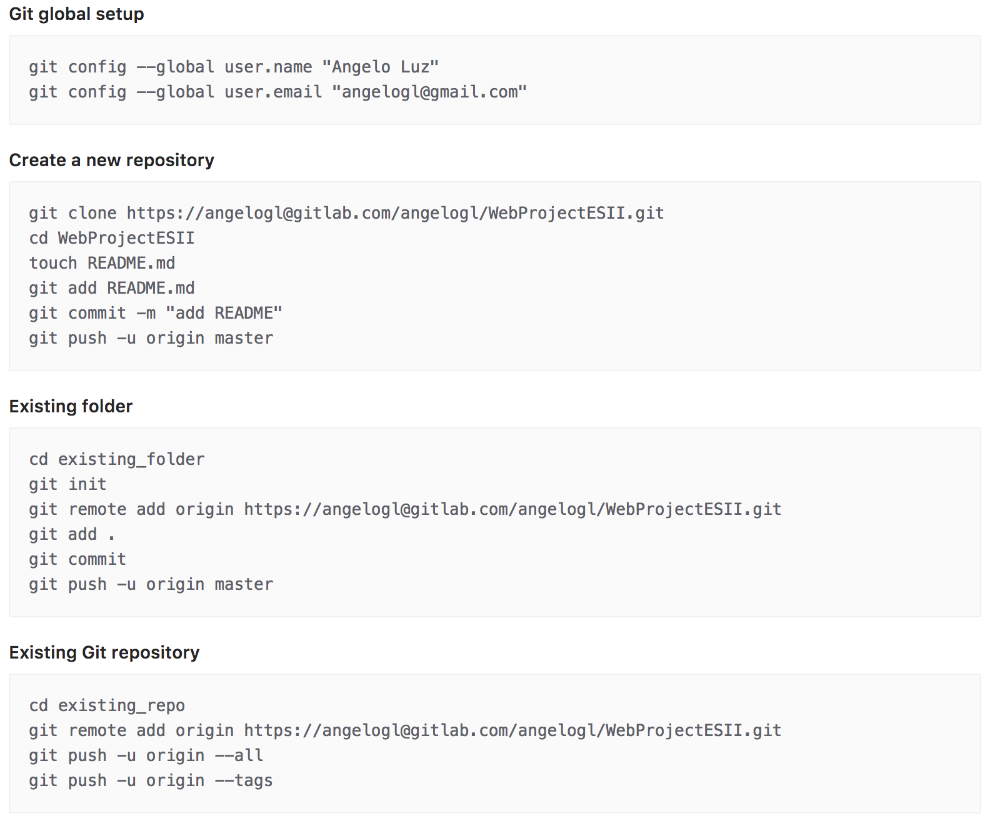 Git global setup
git config --global user.name "Angelo Luz"
git config --global user.email "angelogl@gmail.com"
Create a new repository
git clone https://angelogl@gitlab.com/angelogl/WebProjectESII.git
cd WebProjectESII
touch README.md
git add README.md
git commit -m "add README"
git push -u origin master
Existing folder
cd existing_folder
git init
git remote add origin https://angelogl@gitlab.com/angelogl/WebProjectESII.git
git add .
git commit
git push -u origin master
Existing Git repository
cd existing_repo
git remote add origin https://angelogl@gitlab.com/angelogl/WebProjectESII.git
git push -u origin --all
git push -u origin --tags